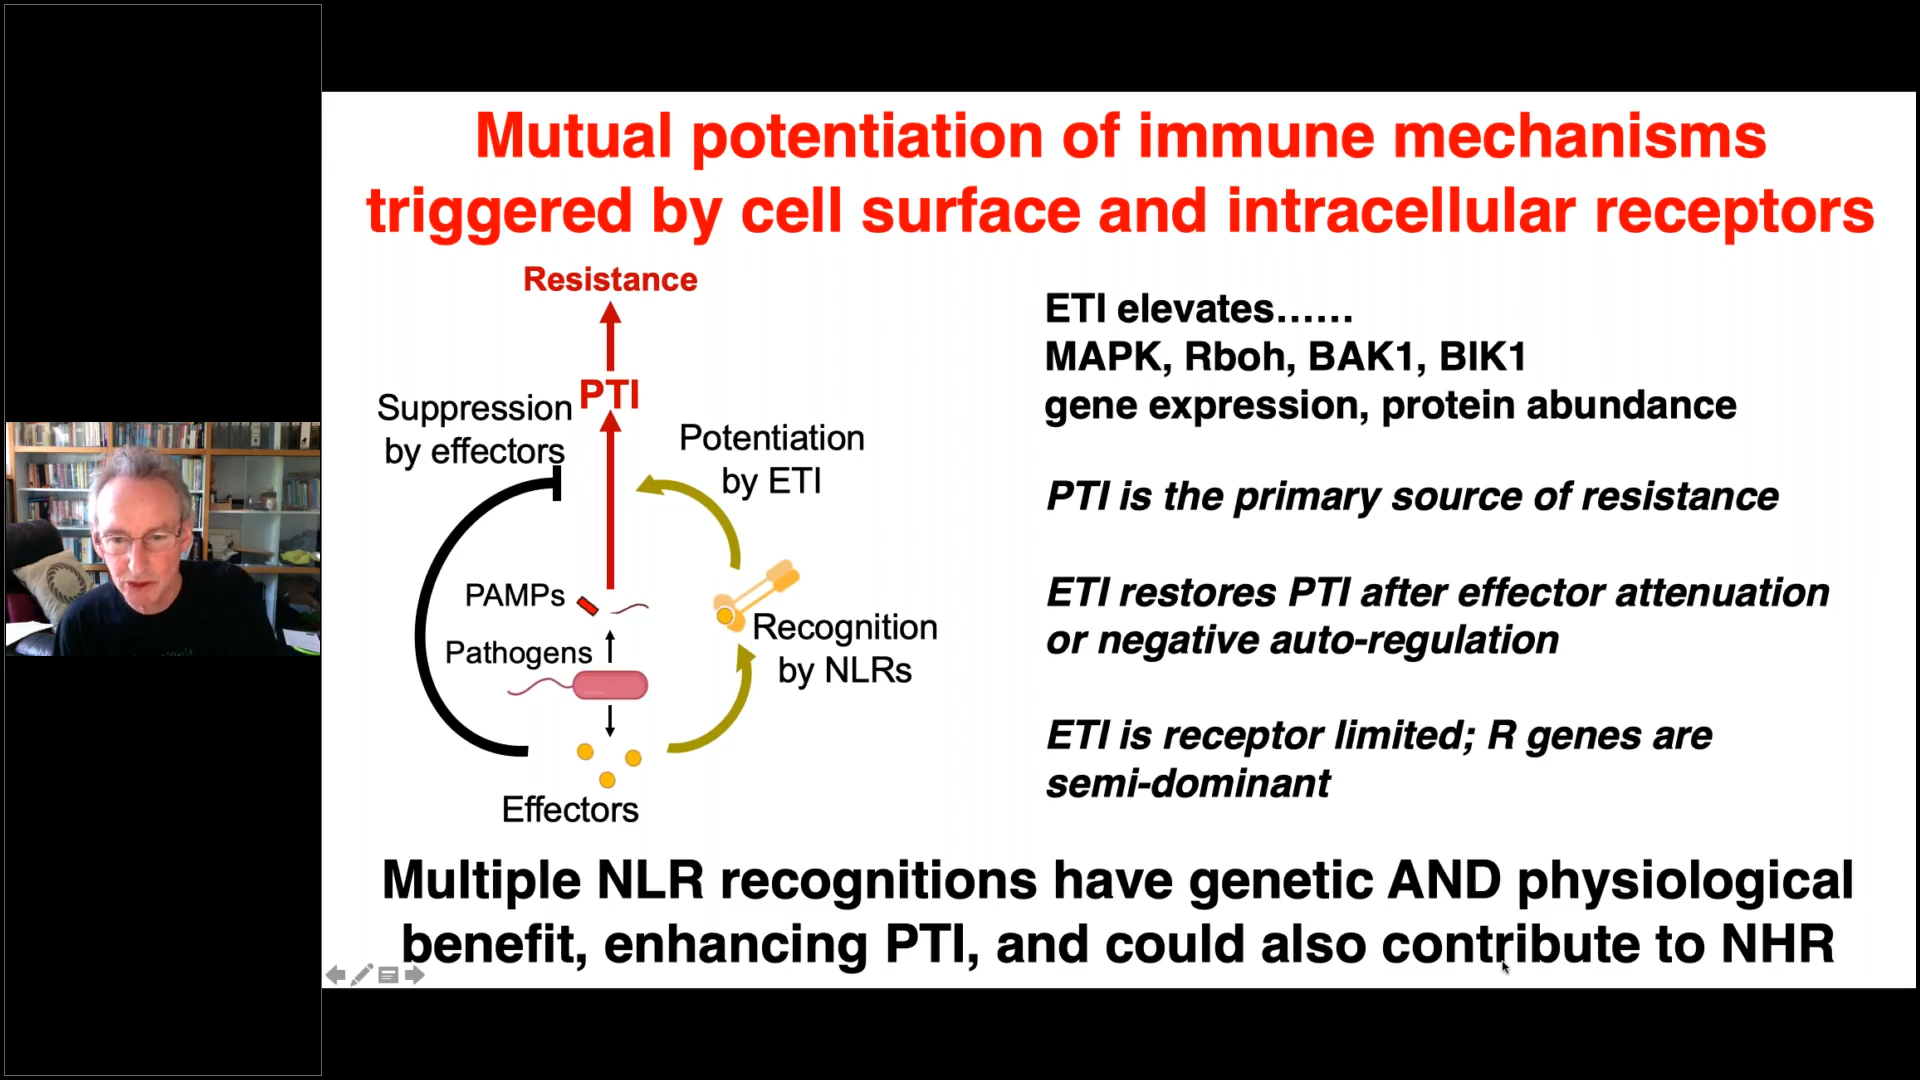 Mutual potentiation of immune mechanisms
triggered by cell surface and intracellular receptors
Resistance
PTI
Suppression
by effectors
Potentiation
by ETI
PAMPs
Pathogens
Recognition
by NLRs
Effectors
ETI elevates......
MAPK, Rboh, BAK1, BIK1
gene expression, protein abundance
PTI is the primary source of resistance
ETI restores PTI after effector attenuation
or negative auto-regulation
ETI is receptor limited; R genes are
semi-dominant
Multiple NLR recognitions have genetic AND physiological
benefit, enhancing PTI, and could also contribute to NHR